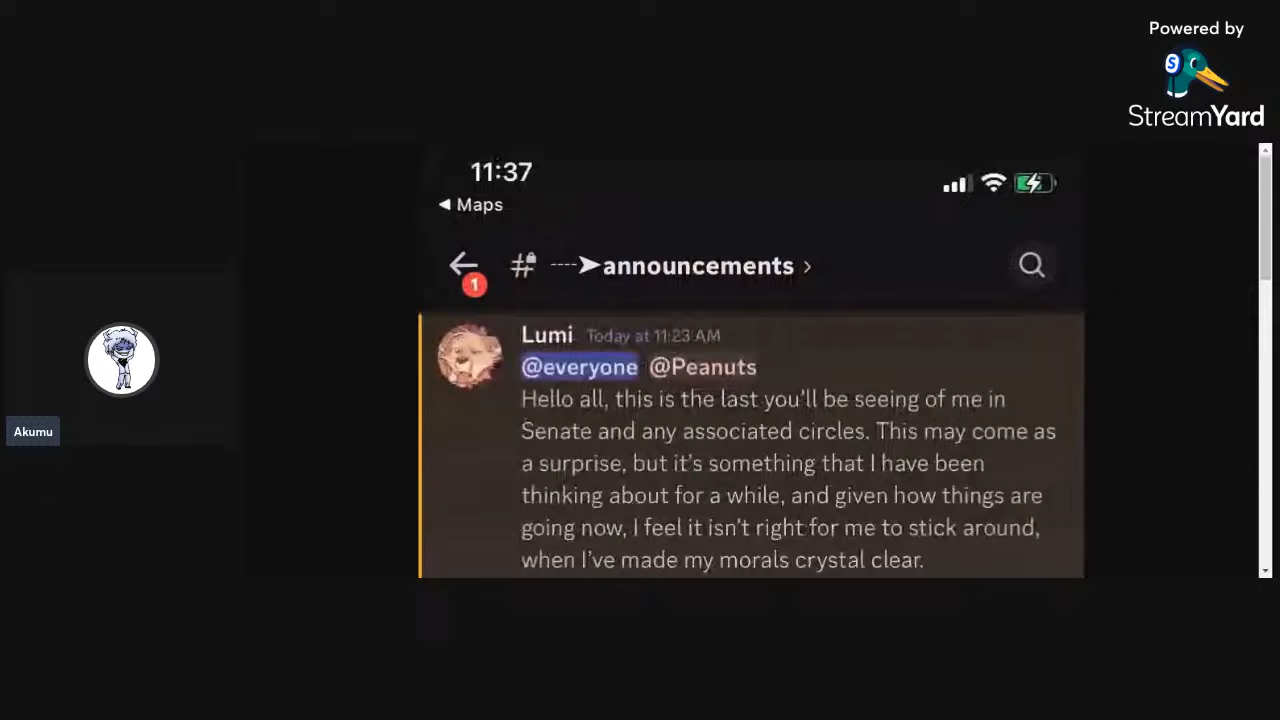 Powered by
StreamYard
11:37
◀ Maps
# ----➤announcements ›
1
Lumi Today at 11:23 AM
@everyone @Peanuts
Hello all, this is the last you'll be seeing of me in
Senate and any associated circles. This may come as
a surprise, but it's something that I have been
thinking about for a while, and given how things are
going now, I feel it isn't right for me to stick around,
when I've made my morals crystal clear.
Akumu